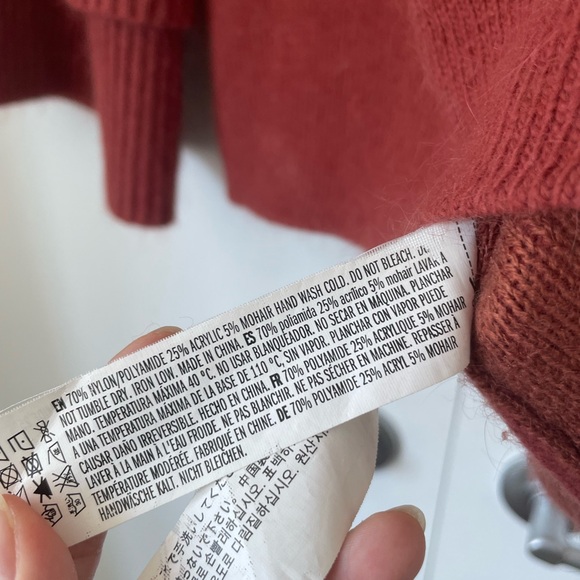 EN 70% NYLON/POLYAMIDE 25% ACRYLIC 5% MOHAIR HAND WASH COLD. DO NOT BLEACH.
NOT TUMBLE DRY. IRON LOW. MADE IN CHINA. ES 70% poliamida 25% acrílico 5% mohair LAVAR A
MANO. TEMPERATURA MÁXIMA 40 °C. NO USAR BLANQUEADOR. NO SECAR EN MAQUINA. PLANCHAR
A UNA TEMPERATURA MÁXIMA DE LA BASE DE 110 °C. SIN VAPOR. PLANCHAR CON VAPOR PUEDE
CAUSAR DAÑO IRREVERSIBLE. HECHO EN CHINA. FR 70% POLYAMIDE 25% ACRYLIQUE 5% MOHAIR
LAVER À LA MAIN À L'EAU FROIDE. NE PAS BLANCHIR. NE PAS SÉCHER EN MACHINE. REPASSER À
TEMPÉRATURE MODÉRÉE. FABRIQUÉ EN CHINE. DE 70% POLYAMIDE 25% ACRYL 5% MOHAIR
HANDWÄSCHE KALT. NICHT BLEICHEN.